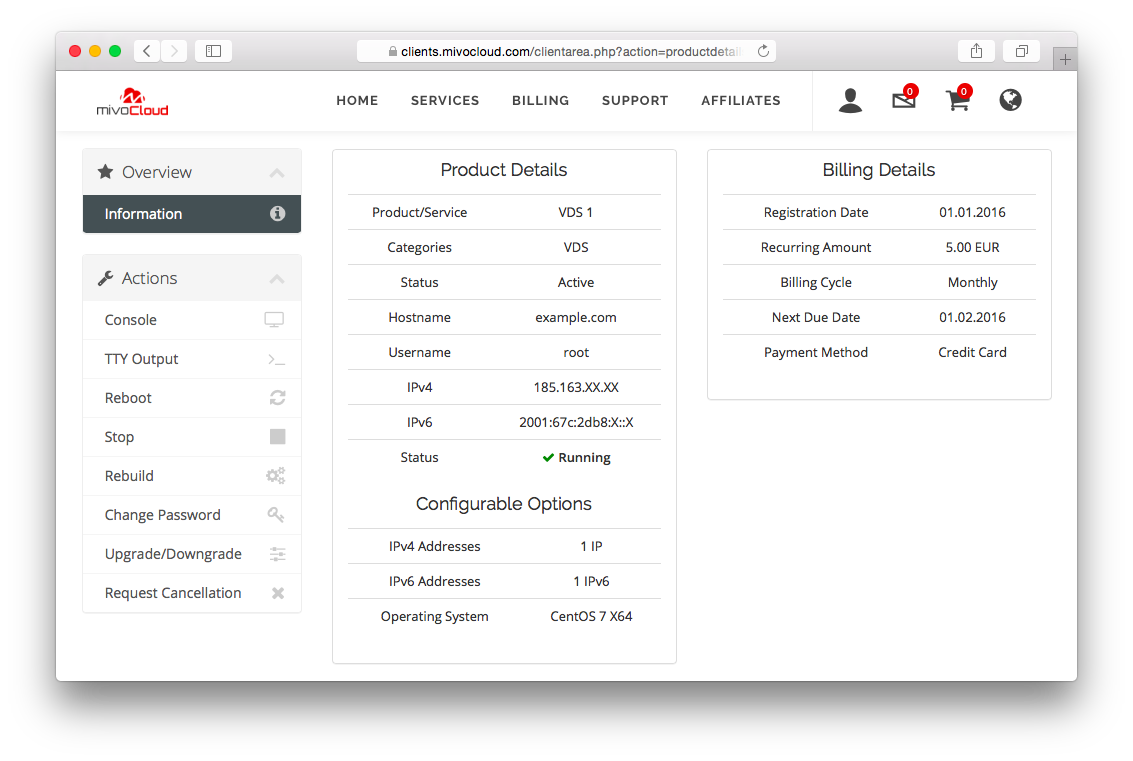 clients.mivocloud.com/clientarea.php?action=productdetai
mivoCloud
HOME SERVICES BILLING SUPPORT AFFILIATES 0 0
Overview
Information
Actions
Console
TTY Output
Reboot
Stop
Rebuild
Change Password
Upgrade/Downgrade
Request Cancellation
Product Details
Product/Service VDS 1
Categories VDS
Status Active
Hostname example.com
Username root
IPv4 185.163.XX.XX
IPv6 2001:67c:2db8:X::X
Status Running
Configurable Options
IPv4 Addresses 1 IP
IPv6 Addresses 1 IPv6
Operating System CentOS 7 X64
Billing Details
Registration Date 01.01.2016
Recurring Amount 5.00 EUR
Billing Cycle Monthly
Next Due Date 01.02.2016
Payment Method Credit Card